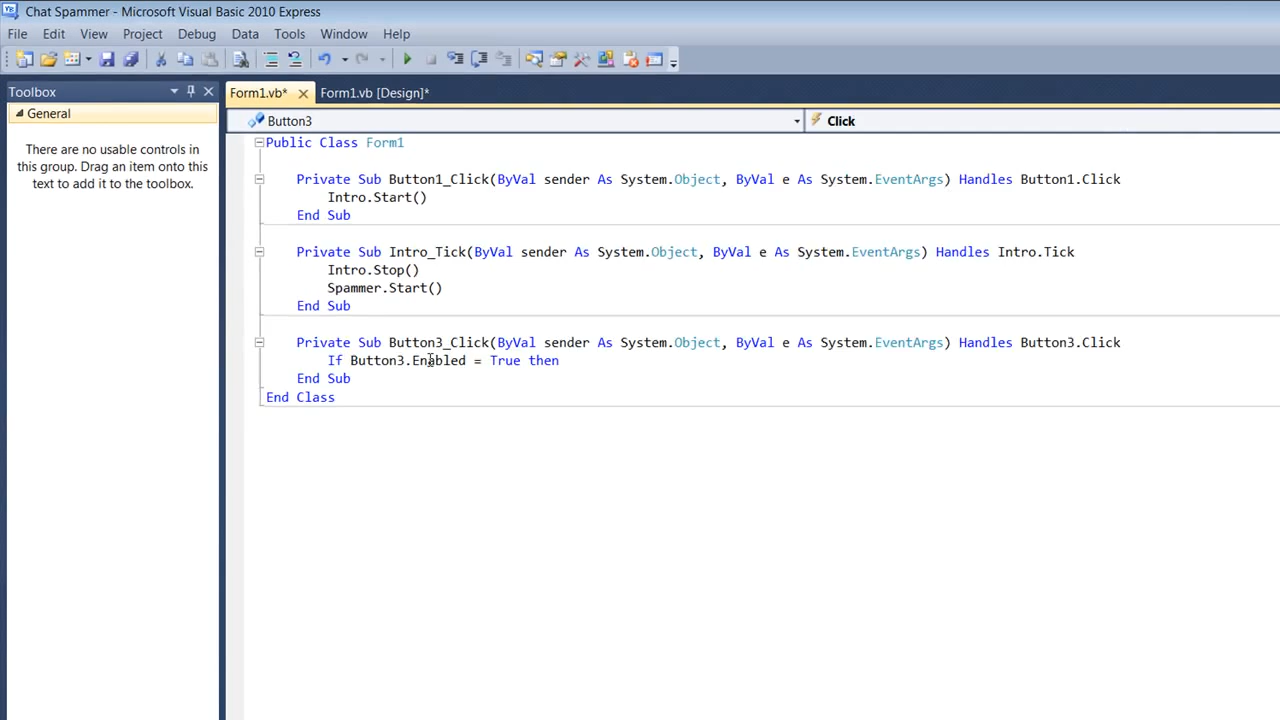 Chat Spammer - Microsoft Visual Basic 2010 Express
File Edit View Project Debug Data Tools Window Help
Toolbox
Form1.vb* Form1.vb [Design]*
General
Button3 Click
There are no usable controls in
this group. Drag an item onto this
text to add it to the toolbox.
Public Class Form1
Private Sub Button1_Click(ByVal sender As System.Object, ByVal e As System.EventArgs) Handles Button1.Click
Intro.Start()
End Sub
Private Sub Intro_Tick(ByVal sender As System.Object, ByVal e As System.EventArgs) Handles Intro.Tick
Intro.Stop()
Spammer.Start()
End Sub
Private Sub Button3_Click(ByVal sender As System.Object, ByVal e As System.EventArgs) Handles Button3.Click
If Button3.Enabled = True then
End Sub
End Class